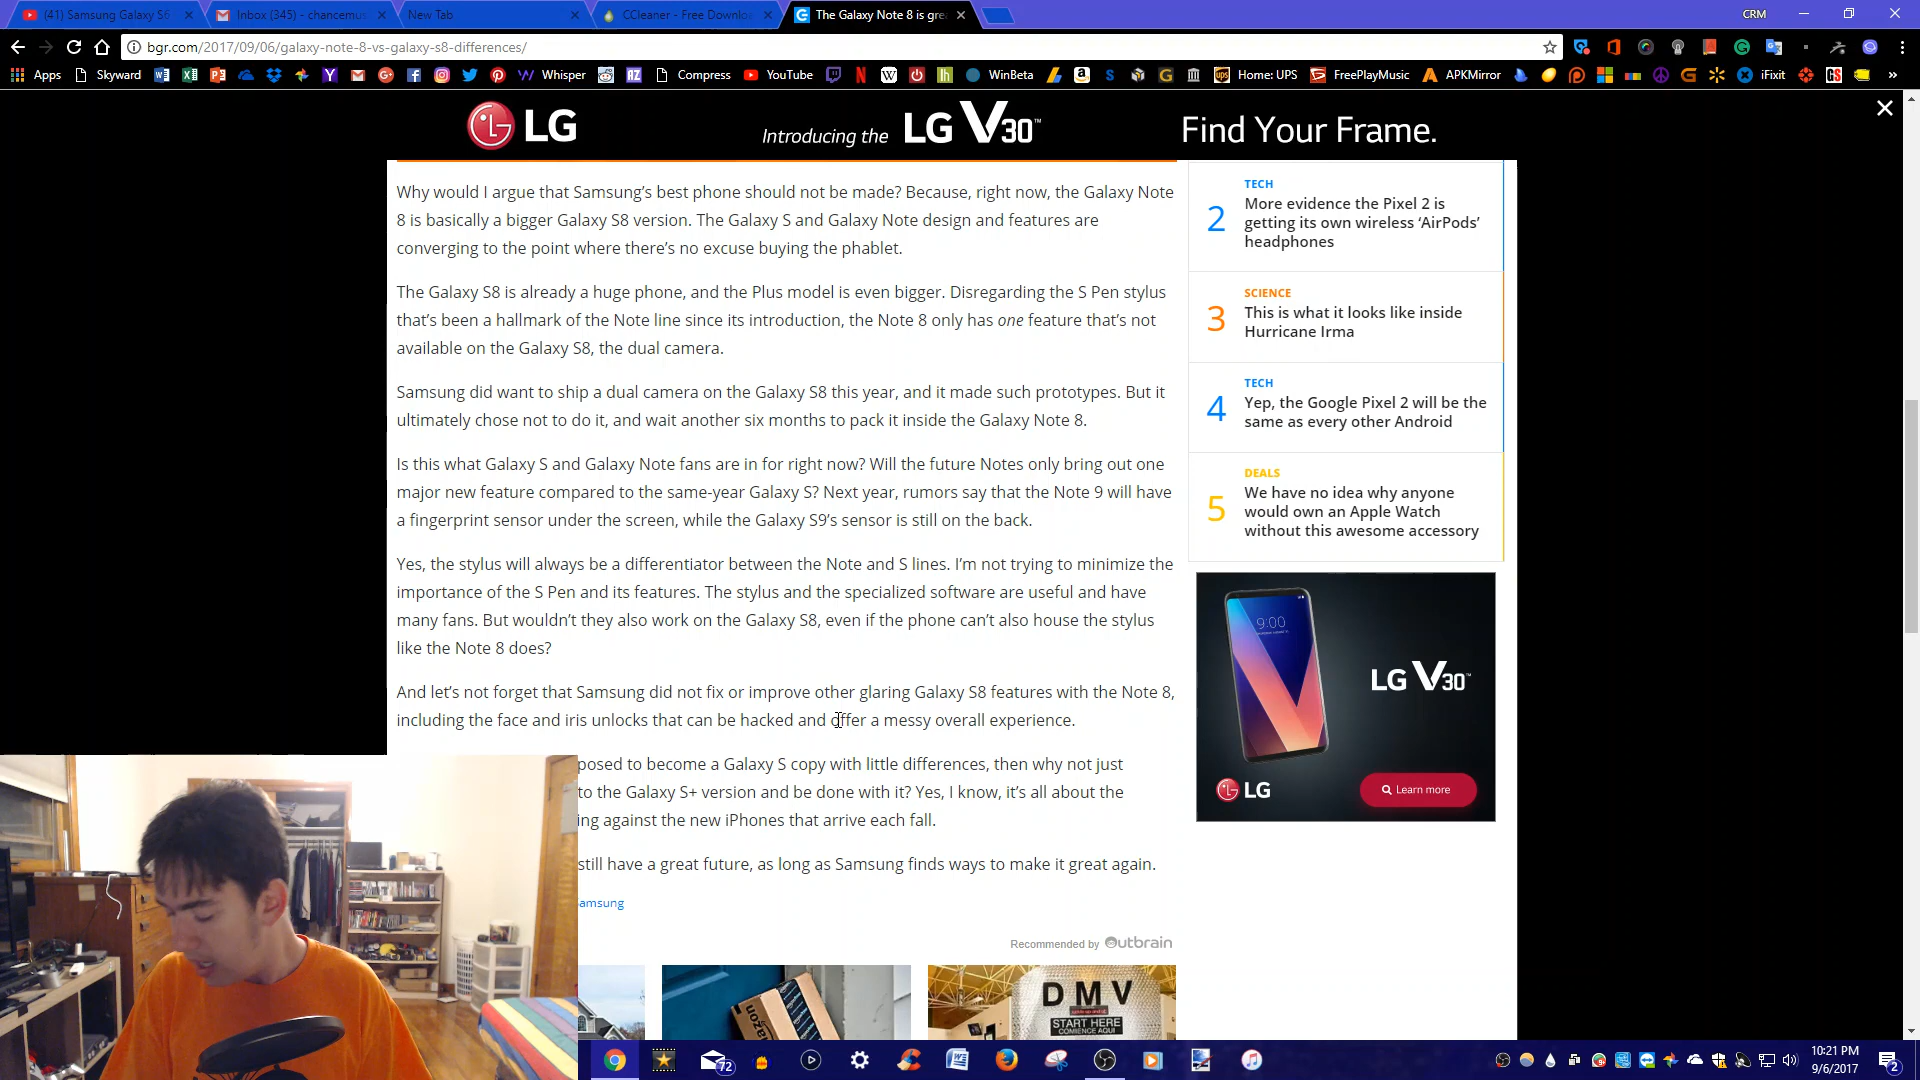 (41) Samsung Galaxy S6
Inbox (345) - chancemus
New Tab
CCleaner - Free Downlo
The Galaxy Note 8 is gre
CRM
bgr.com/2017/09/06/galaxy-note-8-vs-galaxy-s8-differences/
Apps
Skyward
Whisper
Compress
YouTube
WinBeta
Home: UPS
FreePlayMusic
APKMirror
iFixit
LG
Introducing the LG V30™
Find Your Frame.
Why would I argue that Samsung's best phone should not be made? Because, right now, the Galaxy Note
8 is basically a bigger Galaxy S8 version. The Galaxy S and Galaxy Note design and features are
converging to the point where there's no excuse buying the phablet.
The Galaxy S8 is already a huge phone, and the Plus model is even bigger. Disregarding the S Pen stylus
that's been a hallmark of the Note line since its introduction, the Note 8 only has one feature that's not
available on the Galaxy S8, the dual camera.
Samsung did want to ship a dual camera on the Galaxy S8 this year, and it made such prototypes. But it
ultimately chose not to do it, and wait another six months to pack it inside the Galaxy Note 8.
Is this what Galaxy S and Galaxy Note fans are in for right now? Will the future Notes only bring out one
major new feature compared to the same-year Galaxy S? Next year, rumors say that the Note 9 will have
a fingerprint sensor under the screen, while the Galaxy S9's sensor is still on the back.
Yes, the stylus will always be a differentiator between the Note and S lines. I'm not trying to minimize the
importance of the S Pen and its features. The stylus and the specialized software are useful and have
many fans. But wouldn't they also work on the Galaxy S8, even if the phone can't also house the stylus
like the Note 8 does?
And let's not forget that Samsung did not fix or improve other glaring Galaxy S8 features with the Note 8,
including the face and iris unlocks that can be hacked and offer a messy overall experience.
posed to become a Galaxy S copy with little differences, then why not just
to the Galaxy S+ version and be done with it? Yes, I know, it's all about the
ing against the new iPhones that arrive each fall.
still have a great future, as long as Samsung finds ways to make it great again.
amsung
Recommended by Outbrain
TECH
2
More evidence the Pixel 2 is
getting its own wireless 'AirPods'
headphones
SCIENCE
3
This is what it looks like inside
Hurricane Irma
TECH
4
Yep, the Google Pixel 2 will be the
same as every other Android
DEALS
5
We have no idea why anyone
would own an Apple Watch
without this awesome accessory
9:00
LG V30™
LG
Learn more
amazon
DMV
START HERE
COMIENCE AQUI
72
10:21 PM
9/6/2017
2